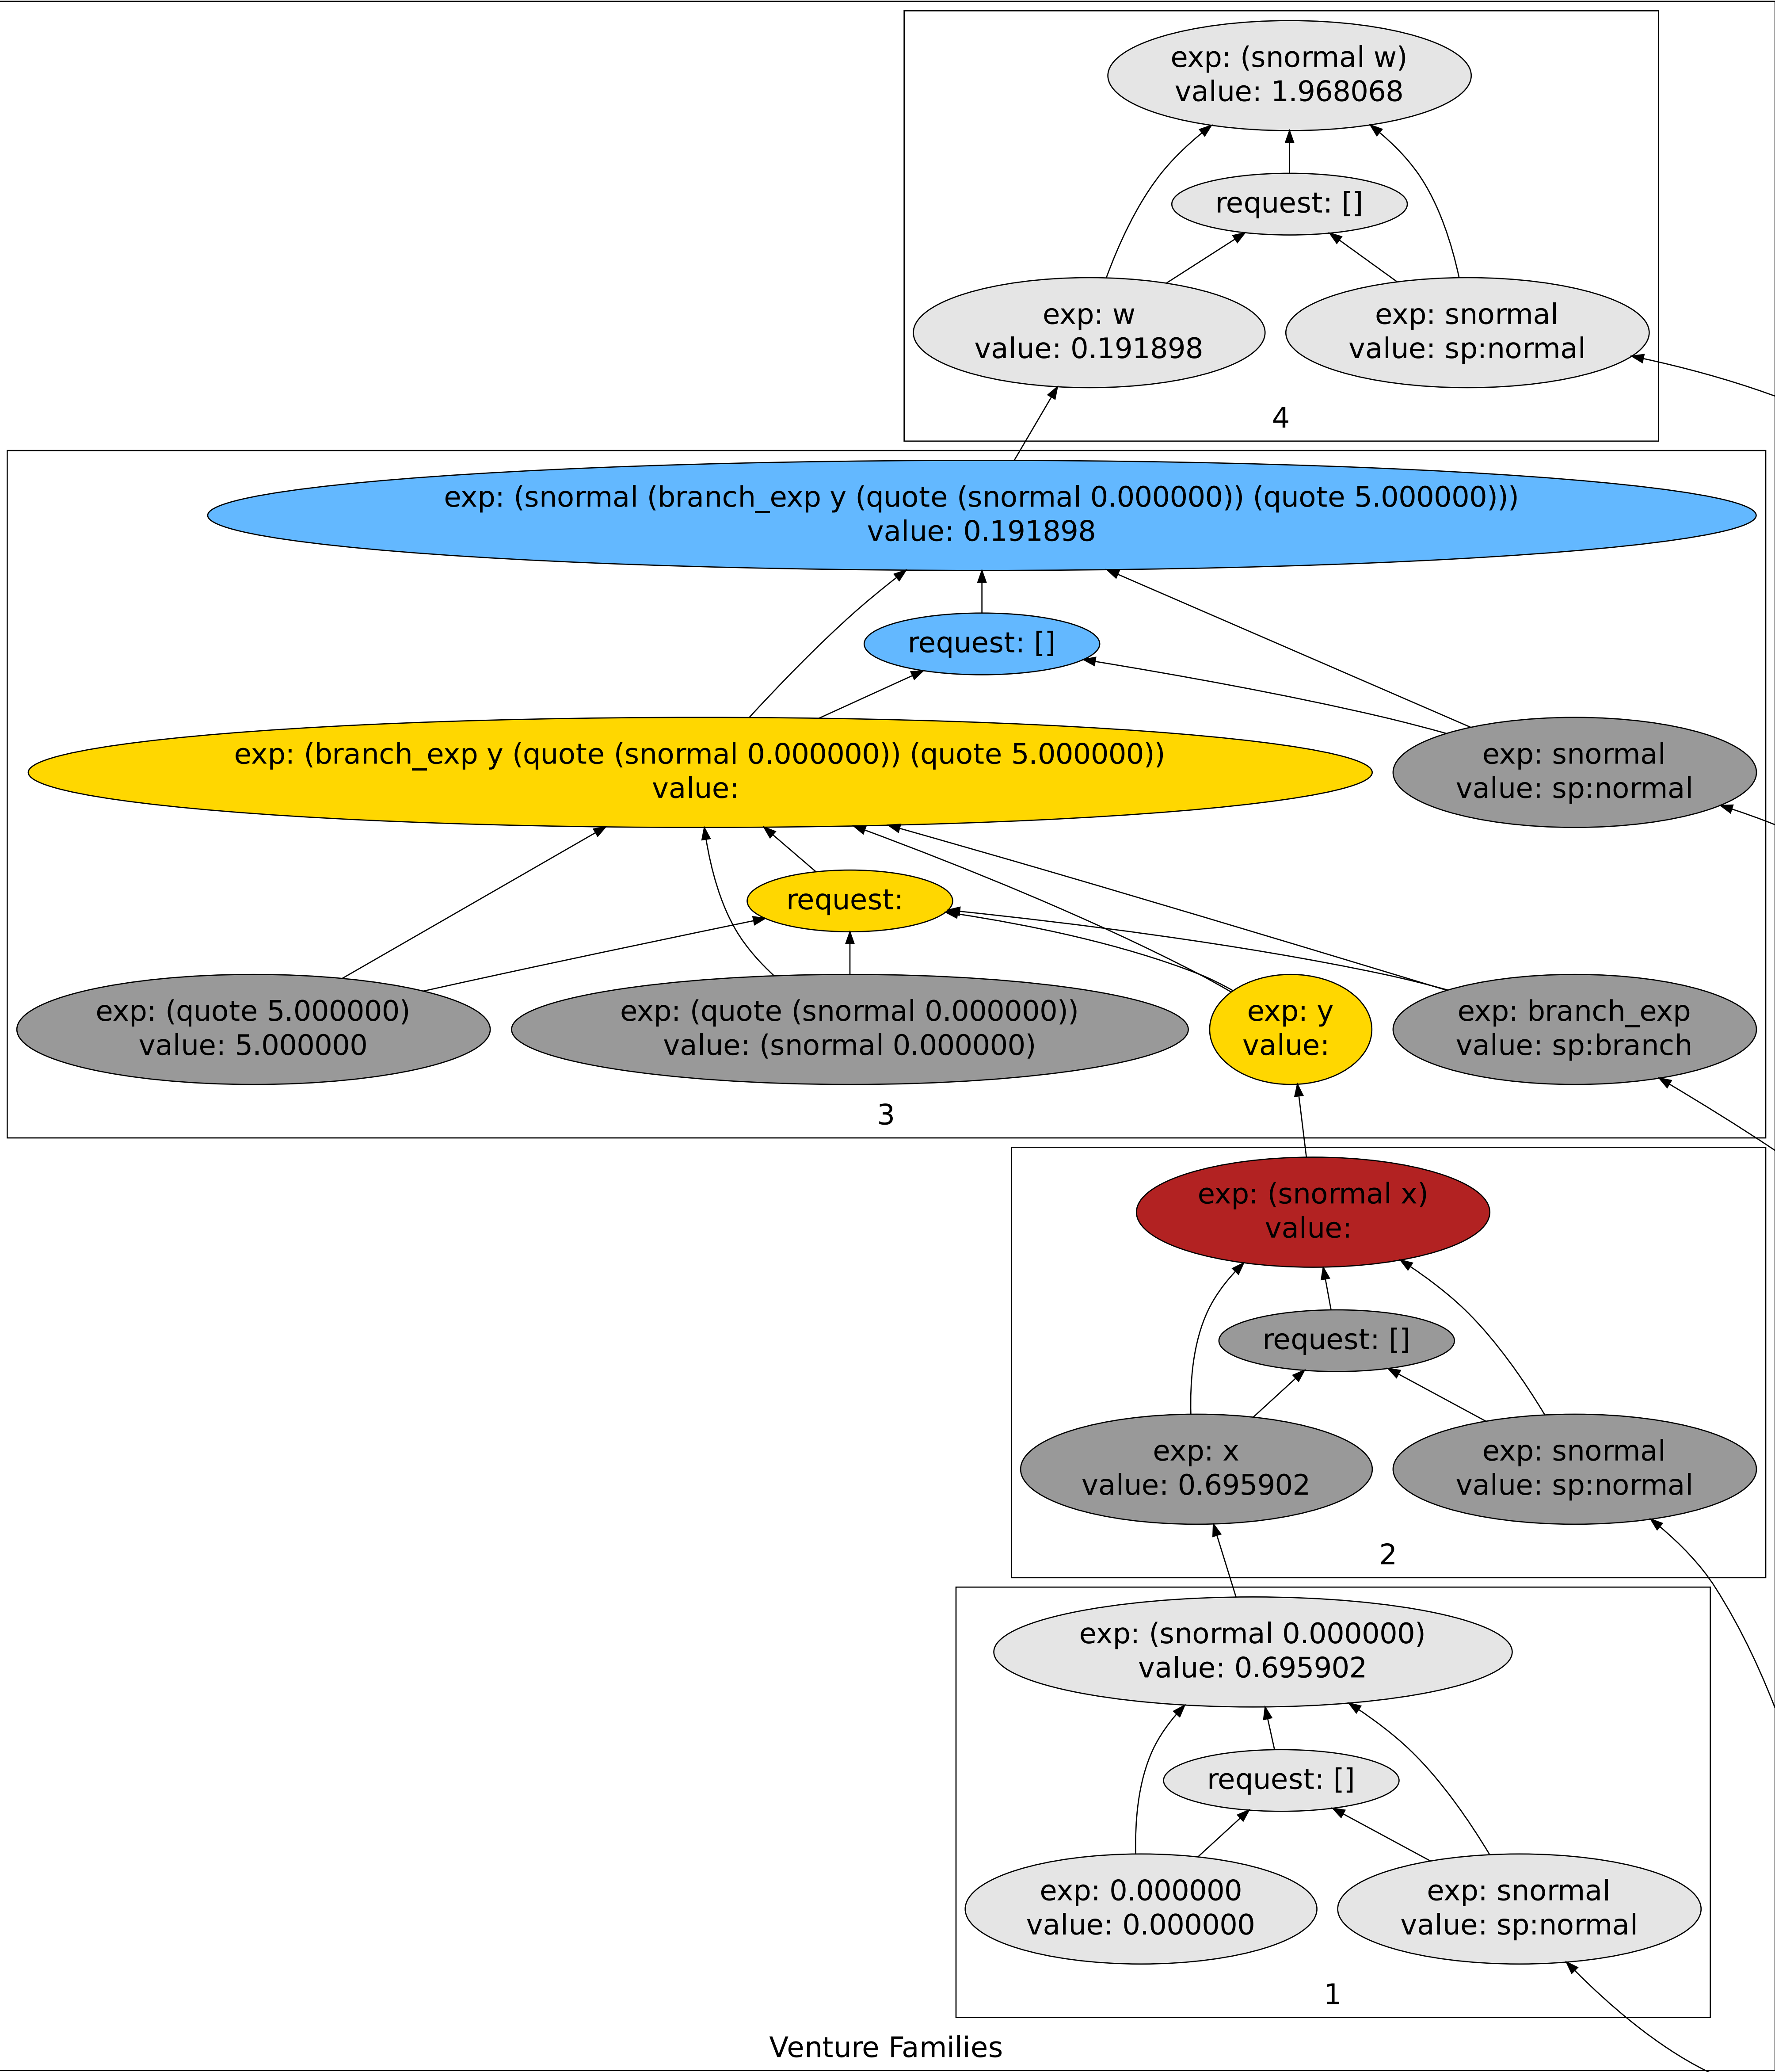 exp: (snormal w)
value: 1.968068
request: []
exp: w
value: 0.191898
exp: snormal
value: sp:normal
4
exp: (snormal (branch_exp y (quote (snormal 0.000000)) (quote 5.000000)))
value: 0.191898
request: []
exp: (branch_exp y (quote (snormal 0.000000)) (quote 5.000000))
value:
exp: snormal
value: sp:normal
request:
exp: (quote 5.000000)
value: 5.000000
exp: (quote (snormal 0.000000))
value: (snormal 0.000000)
exp: y
value:
exp: branch_exp
value: sp:branch
3
exp: (snormal x)
value:
request: []
exp: x
value: 0.695902
exp: snormal
value: sp:normal
2
exp: (snormal 0.000000)
value: 0.695902
request: []
exp: 0.000000
value: 0.000000
exp: snormal
value: sp:normal
1
Venture Families